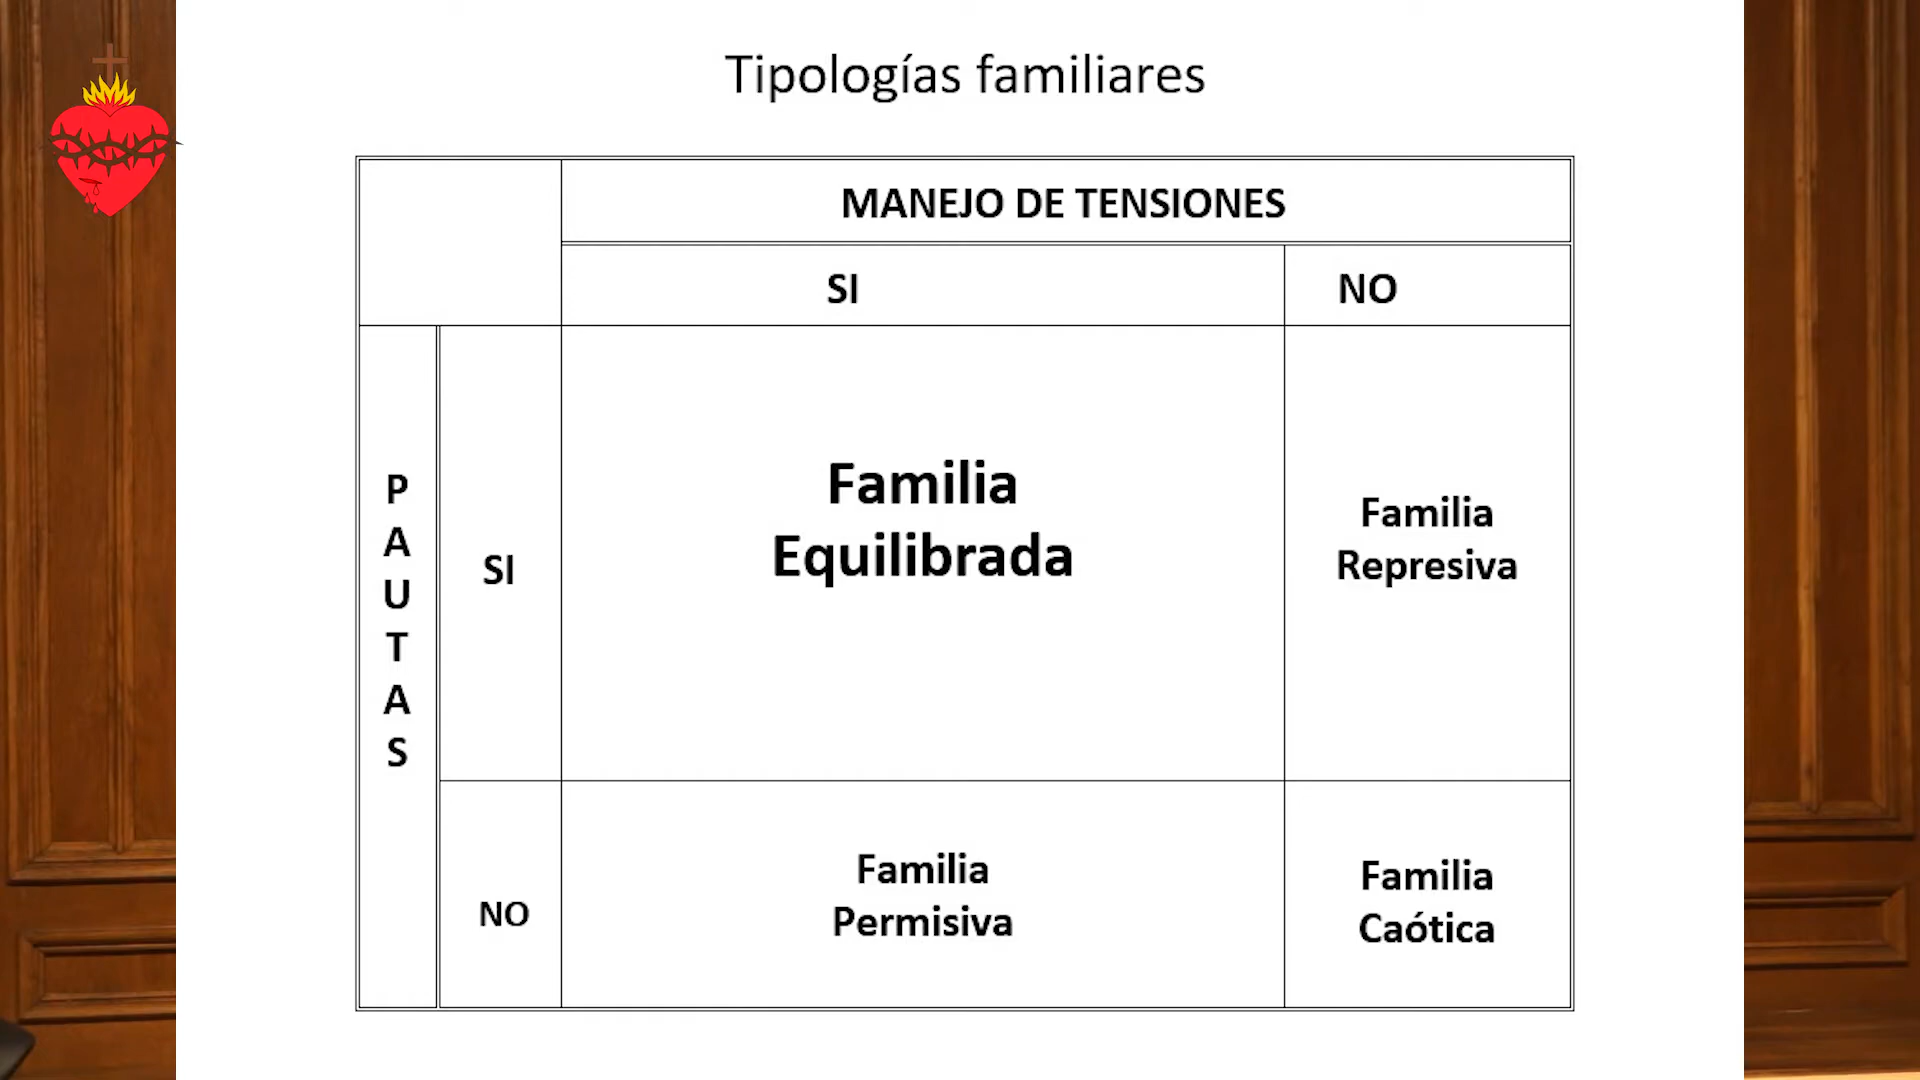 Tipologías familiares
MANEJO DE TENSIONES
SI
NO
P
A
U
T
A
S
SI
Familia
Equilibrada
Familia
Represiva
NO
Familia
Permisiva
Familia
Caótica